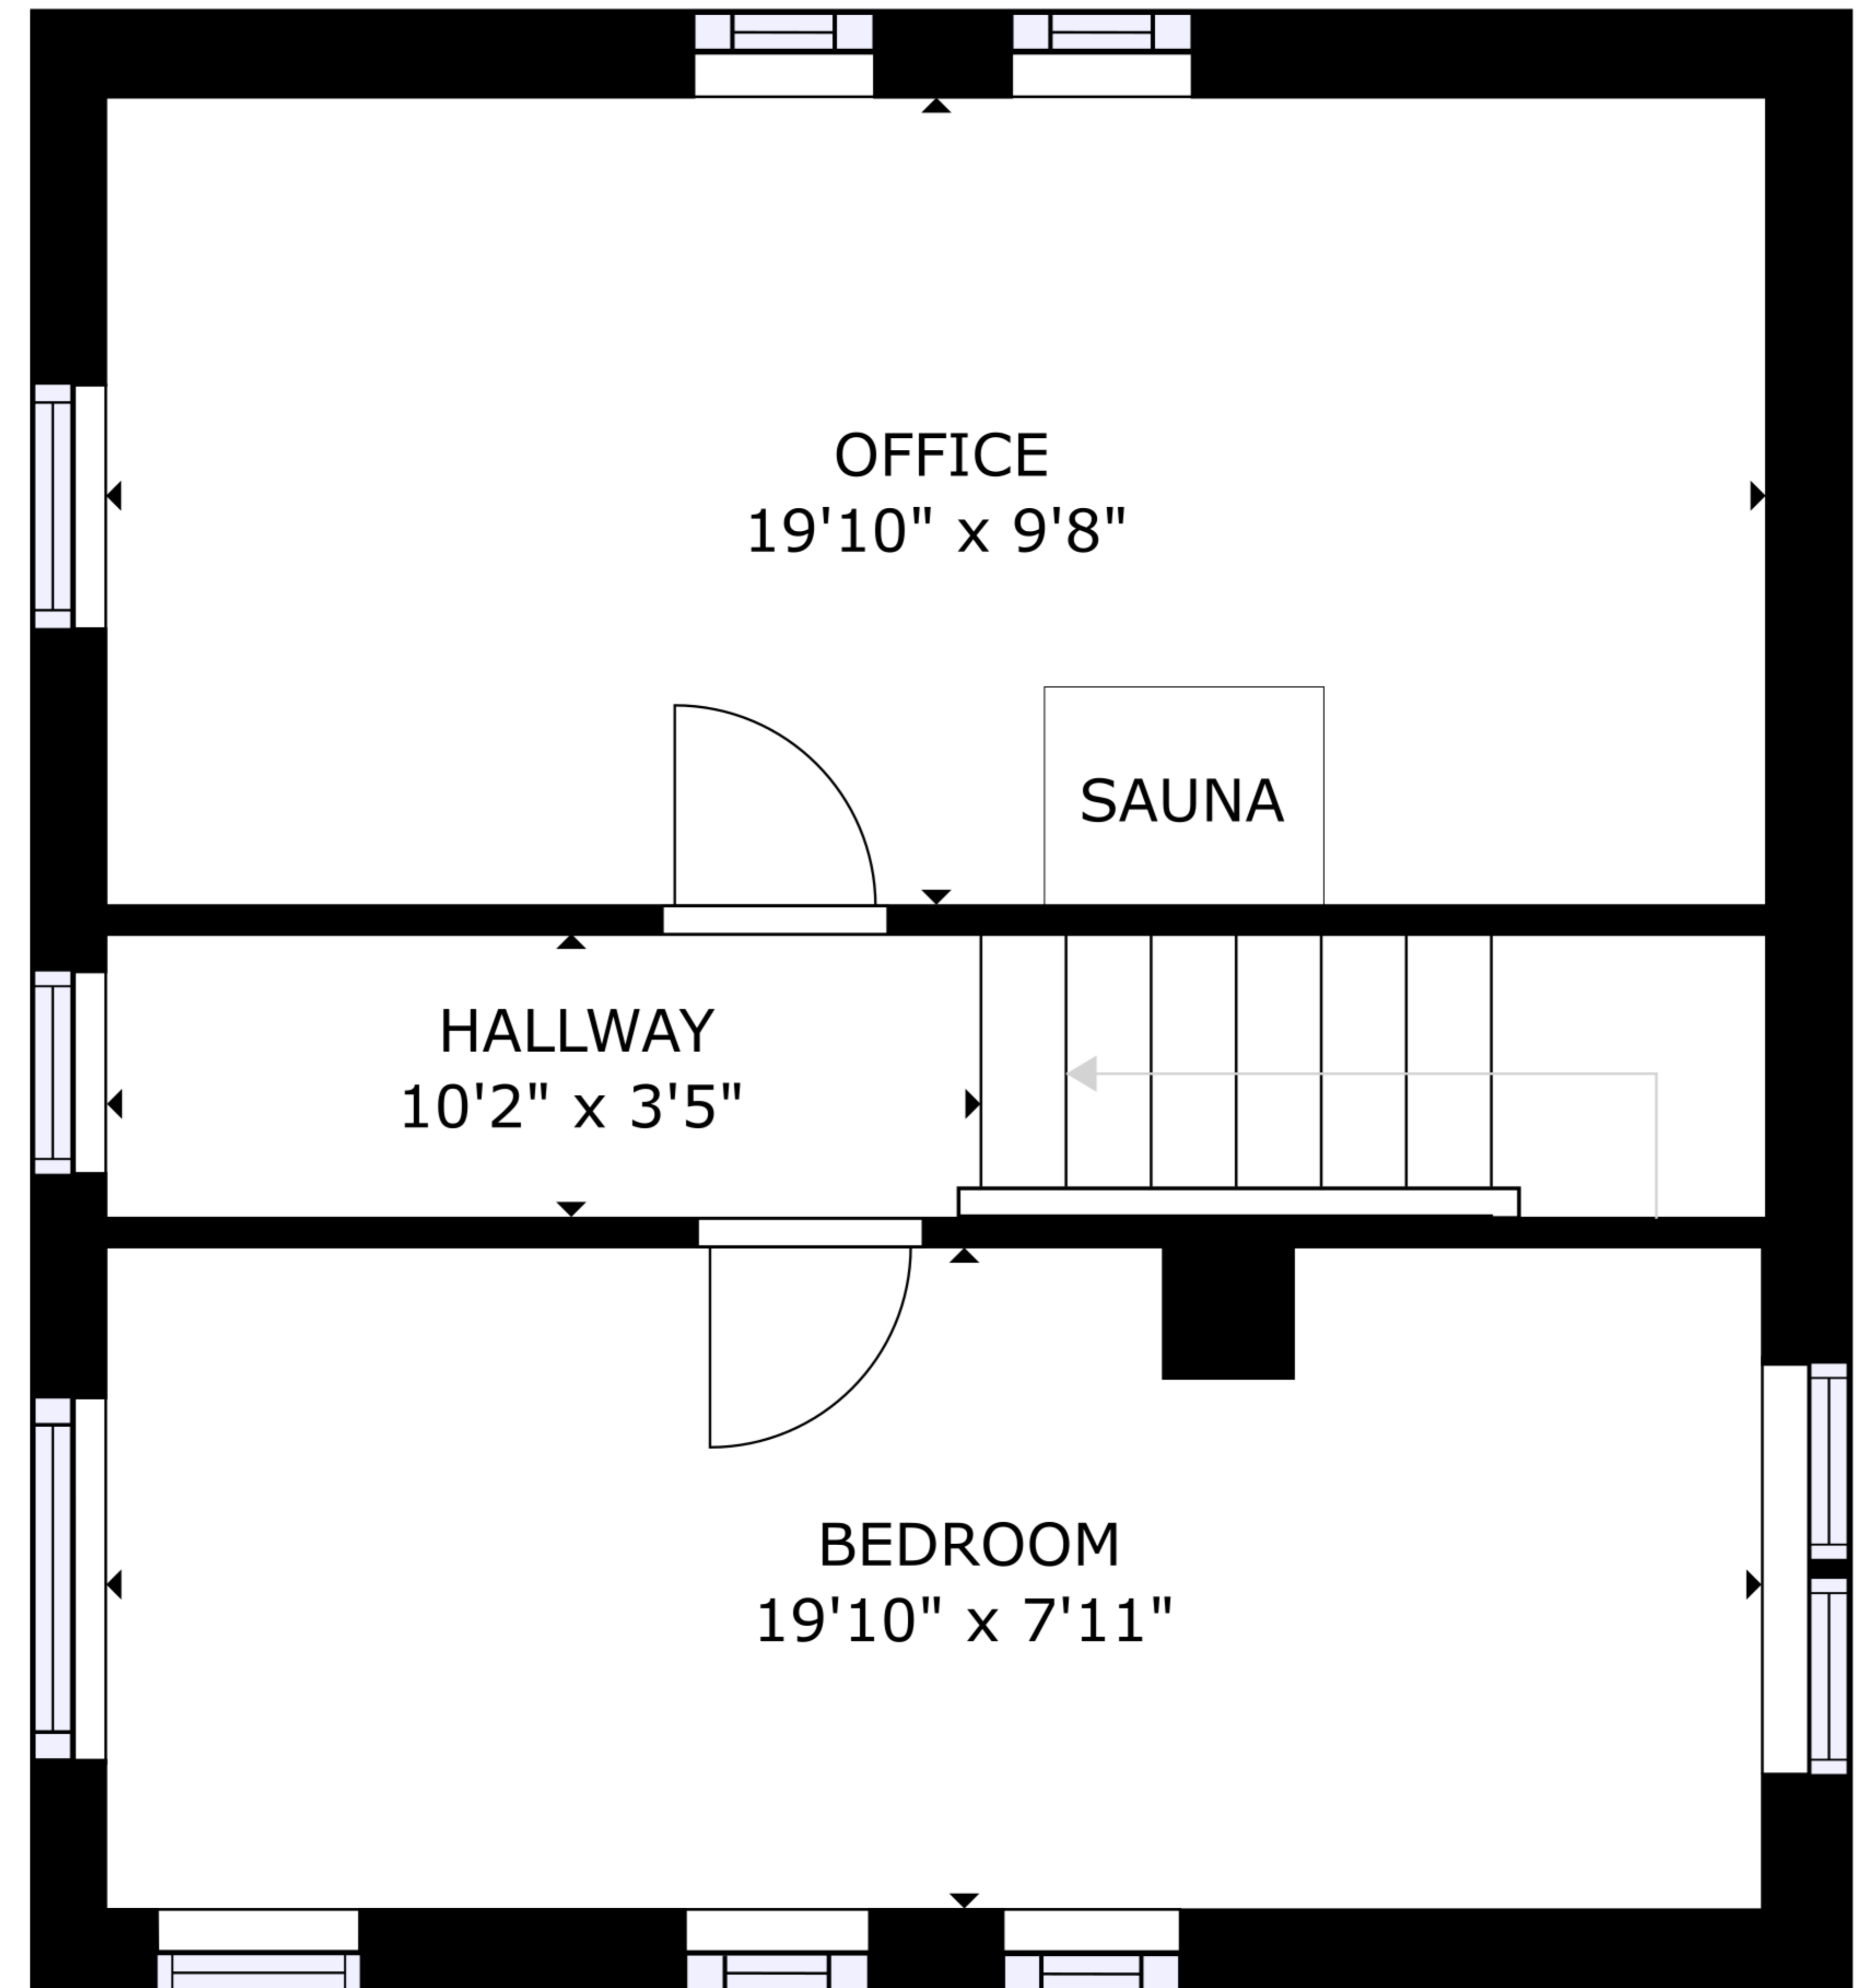 OFFICE
19'10" x 9'8"
SAUNA
HALLWAY
10'2" x 3'5"
BEDROOM
19'10" x 7'11"